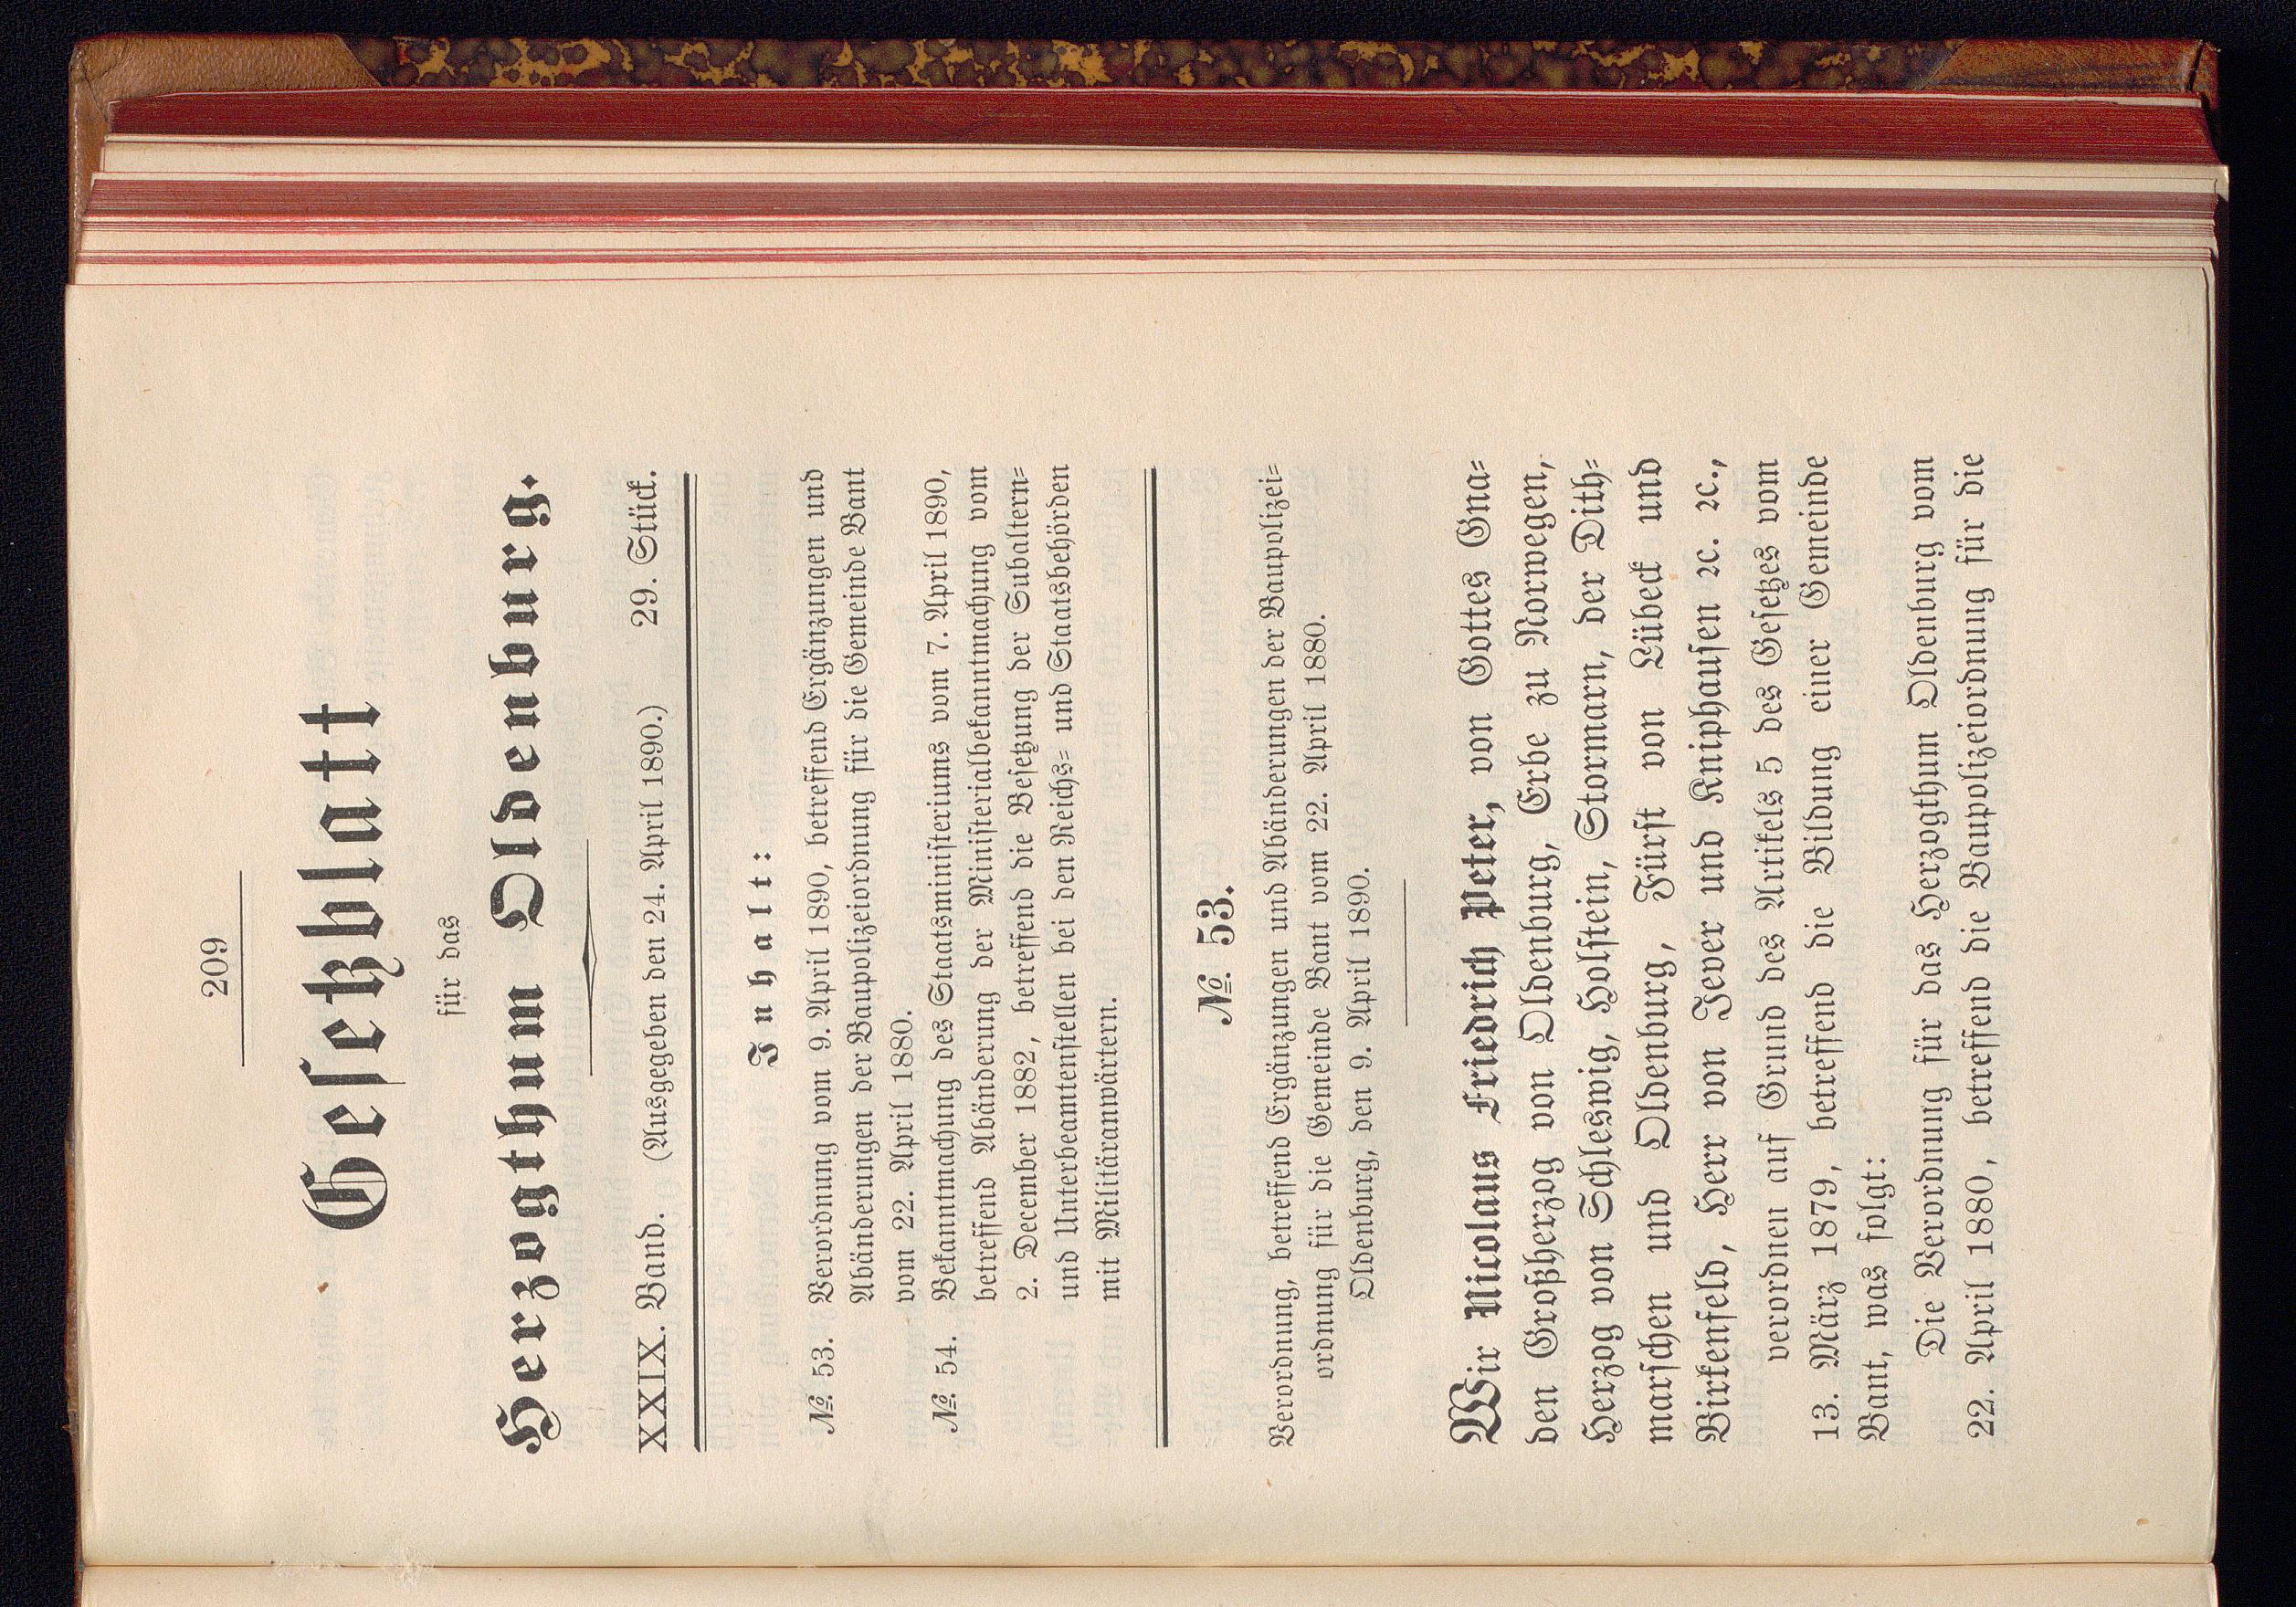 209
Gesetzblatt
für das
Herzogthum Oldenburg.
XXIX. Band. (Ausgegeben den 24. April 1890.) 29. Stück.
Inhalt:
№ 53. Verordnung vom 9. April 1890, betreffend Ergänzungen und
Abänderungen der Baupolizeiordnung für die Gemeinde Bant
vom 22. April 1880.
№ 54. Bekanntmachung des Staatsministeriums vom 7. April 1890,
betreffend Abänderung der Ministerialbekanntmachung vom
2. December 1882, betreffend die Besetzung der Subaltern=
und Unterbeamtenstellen bei den Reichs= und Staatsbehörden
mit Militäranwärtern.
№ 53.
Verordnung, betreffend Ergänzungen und Abänderungen der Baupolizei=
ordnung für die Gemeinde Bant vom 22. April 1880.
Oldenburg, den 9. April 1890.
Wir Nicolaus Friedrich Peter, von Gottes Gna=
den Großherzog von Oldenburg, Erbe zu Norwegen,
Herzog von Schleswig, Holstein, Stormarn, der Dith=
marschen und Oldenburg, Fürst von Lübeck und
Birkenfeld, Herr von Jever und Kniphausen ꝛc. ꝛc.,
verordnen auf Grund des Artikels 5 des Gesetzes vom
13. März 1879, betreffend die Bildung einer Gemeinde
Bant, was folgt:
Die Verordnung für das Herzogthum Oldenburg vom
22. April 1880, betreffend die Baupolizeiordnung für die